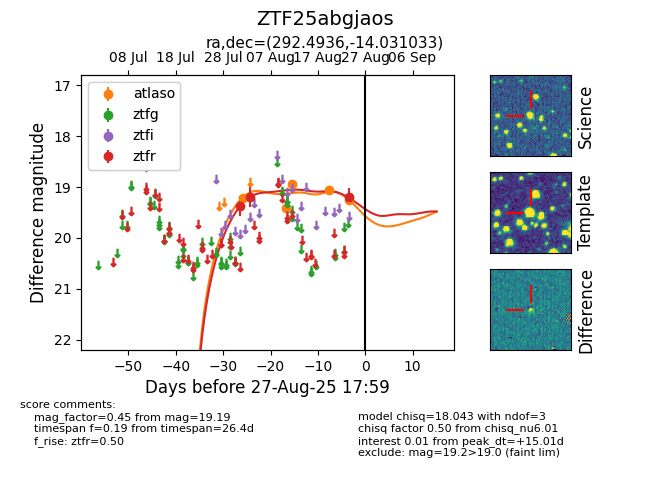 ZTF25abgjaos
ra,dec=(292.4936,-14.031033)
08 Jul 18 Jul 28 Jul 07 Aug 17 Aug 27 Aug 06 Sep
atlaso
ztfg
ztfi
ztfr
17
18
19
20
21
22
Difference magnitude
−50 −40 −30 −20 −10 0 10
Days before 27-Aug-25 17:59
Science
Template
Difference
score comments:
mag_factor=0.45 from mag=19.19
timespan f=0.19 from timespan=26.4d
f_rise: ztfr=0.50
model chisq=18.043 with ndof=3
chisq factor 0.50 from chisq_nu6.01
interest 0.01 from peak_dt=+15.01d
exclude: mag=19.2>19.0 (faint lim)